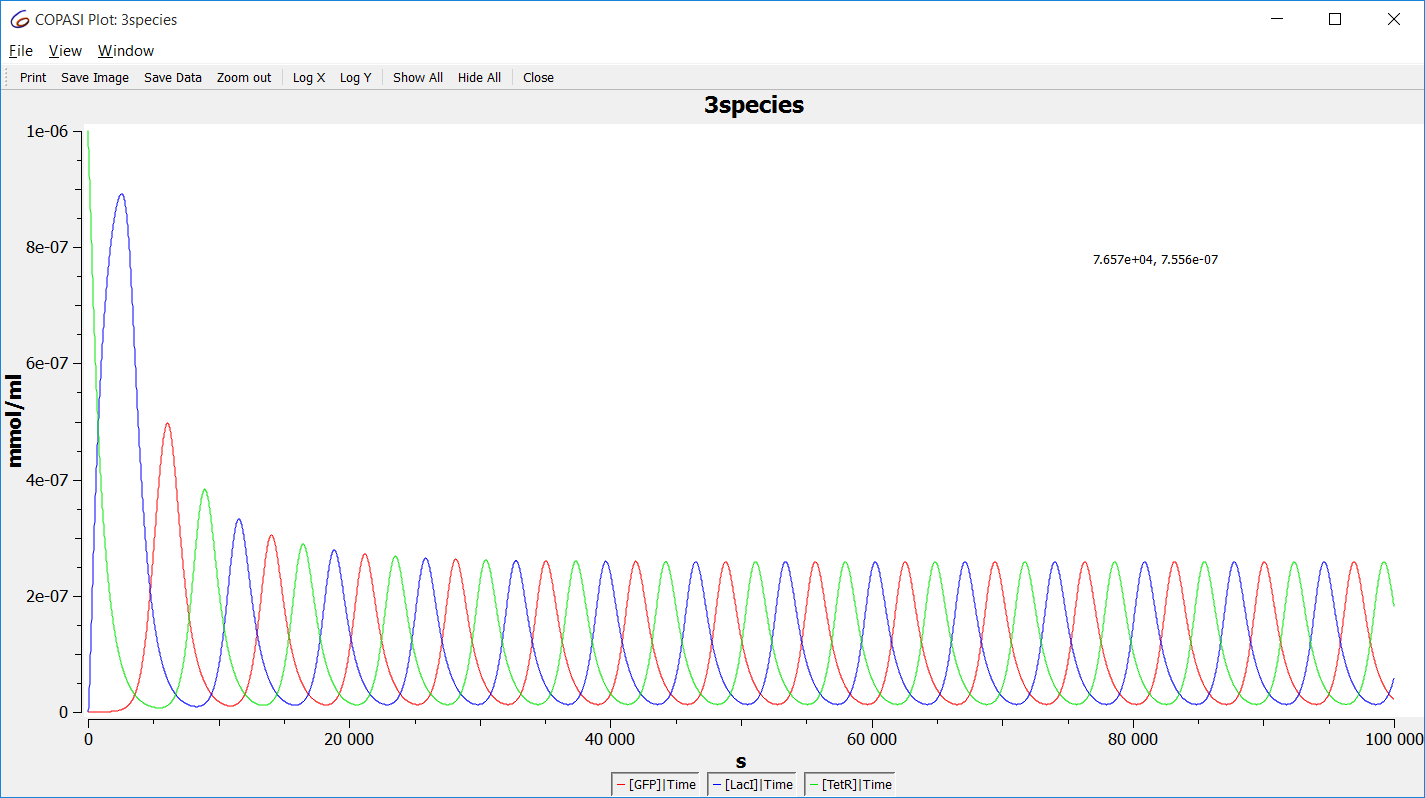 COPASI Plot: 3species
File View Window
Print Save Image Save Data Zoom out Log X Log Y Show All Hide All Close
3species
1e-06
8e-07
7.657e+04, 7.556e-07
6e-07
mmol/ml
4e-07
2e-07
0
0 20 000 40 000 60 000 80 000 100 000
s
[GFP]|Time [LacI]|Time [TetR]|Time